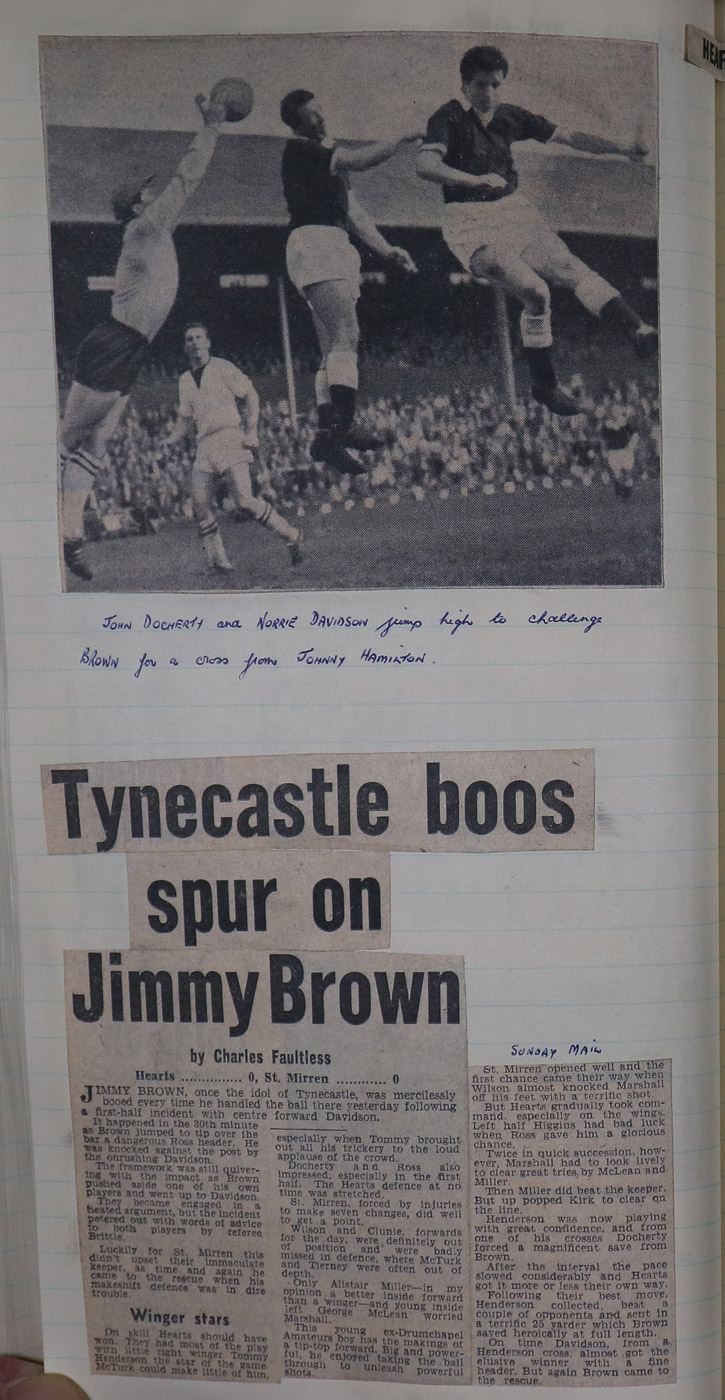 HEAF
JOHN DOCHERTY and NORRIE DAVIDSON jump high to challenge
BROWN for a cross from JOHNNY HAMILTON.
Tynecastle boos
spur on
Jimmy Brown
by Charles Faultless
Hearts ............... 0, St. Mirren ............ 0
JIMMY BROWN, once the idol of Tynecastle, was mercilessly
booed every time he handled the ball there yesterday following
a first-half incident with centre forward Davidson.
It happened in the 30th minute
as Brown jumped to tip over the
bar a dangerous Ross header. He
was knocked against the post by
the onrushing Davidson.
The framework was still quiver-
ing with the impact as Brown
pushed aside one of his own
players and went up to Davidson.
They became engaged in a
heated argument, but the incident
petered out with words of advice
to both players by referee
Brittle.
Luckily for St. Mirren this
didn't upset their immaculate
keeper, as time and again he
came to the rescue when his
makeshift defence was in dire
trouble.
Winger stars
On skill Hearts should have
won. They had most of the play
with little right winger Tommy
Henderson the star of the game.
McTurk could make little of him,
especially when Tommy brought
out all his trickery to the loud
applause of the crowd.
Docherty and Ross also
impressed, especially in the first
half. The Hearts defence at no
time was stretched.
St. Mirren, forced by injuries
to make seven changes, did well
to get a point.
Wilson and Clunie, forwards
for the day, were definitely out
of position and were badly
missed in defence, where McTurk
and Tierney were often out of
depth.
Only Alistair Miller—in my
opinion a better inside forward
than a winger—and young inside
left George McLean worried
Marshall.
This young ex-Drumchapel
Amateurs boy has the makings of
a tip-top forward. Big and power-
ful, he enjoyed taking the ball
through to unleash powerful
shots.
SUNDAY MAIL
St. Mirren opened well and the
first chance came their way when
Wilson almost knocked Marshall
off his feet with a terrific shot.
But Hearts gradually took com-
mand, especially on the wings.
Left half Higgins had bad luck
when Ross gave him a glorious
chance.
Twice in quick succession, how-
ever, Marshall had to look lively
to clear great tries by McLean and
Miller.
Then Miller did beat the keeper.
But up popped Kirk to clear on
the line.
Henderson was now playing
with great confidence, and from
one of his crosses Docherty
forced a magnificent save from
Brown.
After the interval the pace
slowed considerably and Hearts
got it more or less their own way.
Following their best move,
Henderson collected, beat a
couple of opponents and sent in
a terrific 25 yarder which Brown
saved heroically at full length.
On time Davidson, from a
Henderson cross, almost got the
elusive winner with a fine
header. But again Brown came to
the rescue.